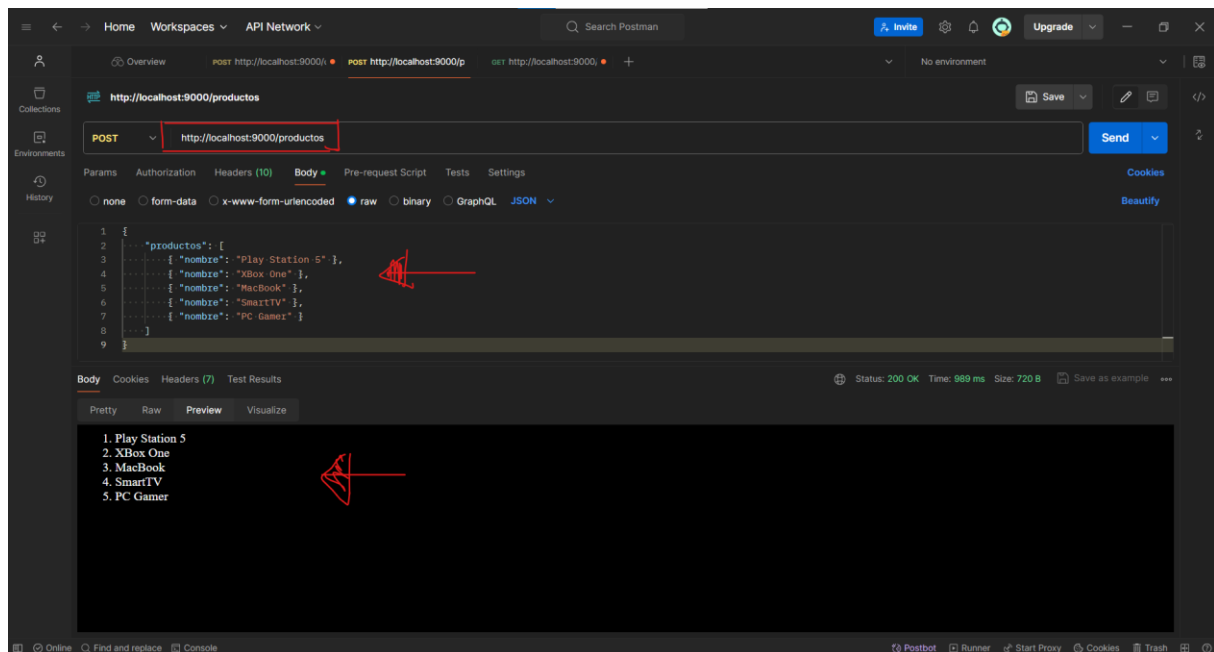 Home Workspaces API Network Search Postman Invite Upgrade
Overview POST http://localhost:9000/ POST http://localhost:9000/p GET http://localhost:9000/ No environment
Collections
Environments
History
http://localhost:9000/productos Save
POST http://localhost:9000/productos Send
Params Authorization Headers (10) Body Pre-request Script Tests Settings Cookies
none form-data x-www-form-urlencoded raw binary GraphQL JSON Beautify
1 {
2 "productos": [
3 { "nombre": "Play Station 5" },
4 { "nombre": "XBox One" },
5 { "nombre": "MacBook" },
6 { "nombre": "SmartTV" },
7 { "nombre": "PC Gamer" }
8 ]
9 }
Body Cookies Headers (7) Test Results Status: 200 OK Time: 989 ms Size: 720 B Save as example
Pretty Raw Preview Visualize
1. Play Station 5
2. XBox One
3. MacBook
4. SmartTV
5. PC Gamer
Online Find and replace Console Postbot Runner Start Proxy Cookies Trash